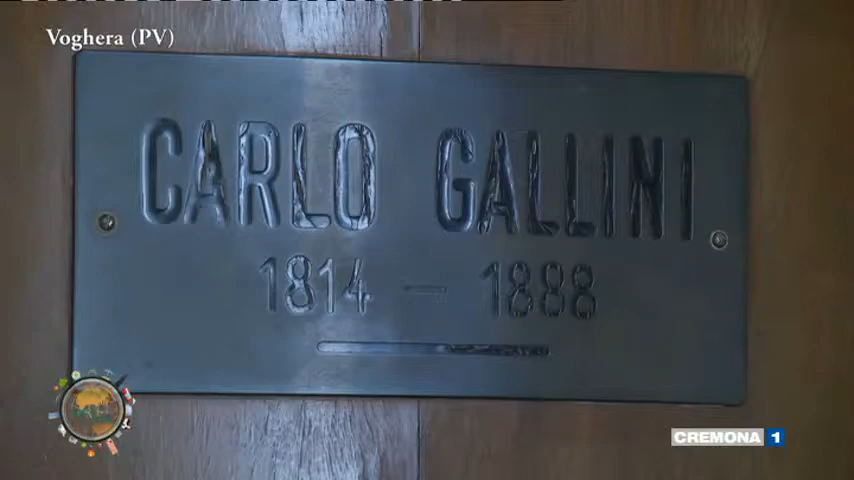 Voghera (PV)
CARLO GALLINI
1814 - 1888
CREMONA 1